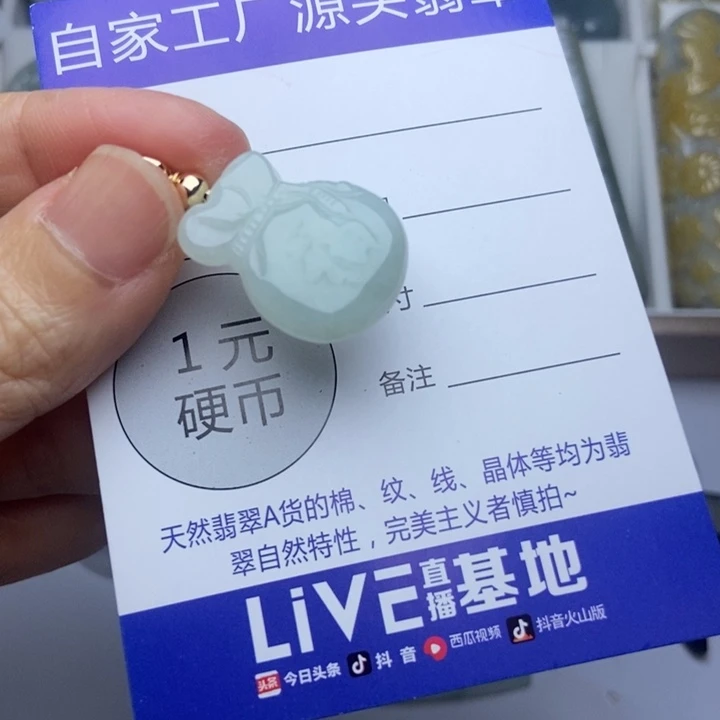 自家工厂 源头翡翠
寸
备注
1元
硬币
天然翡翠A货的棉、纹、线、晶体等均为翡
翠自然特性，完美主义者慎拍~
LiVE直播基地
头条 今日头条 抖音 西瓜视频 抖音火山版